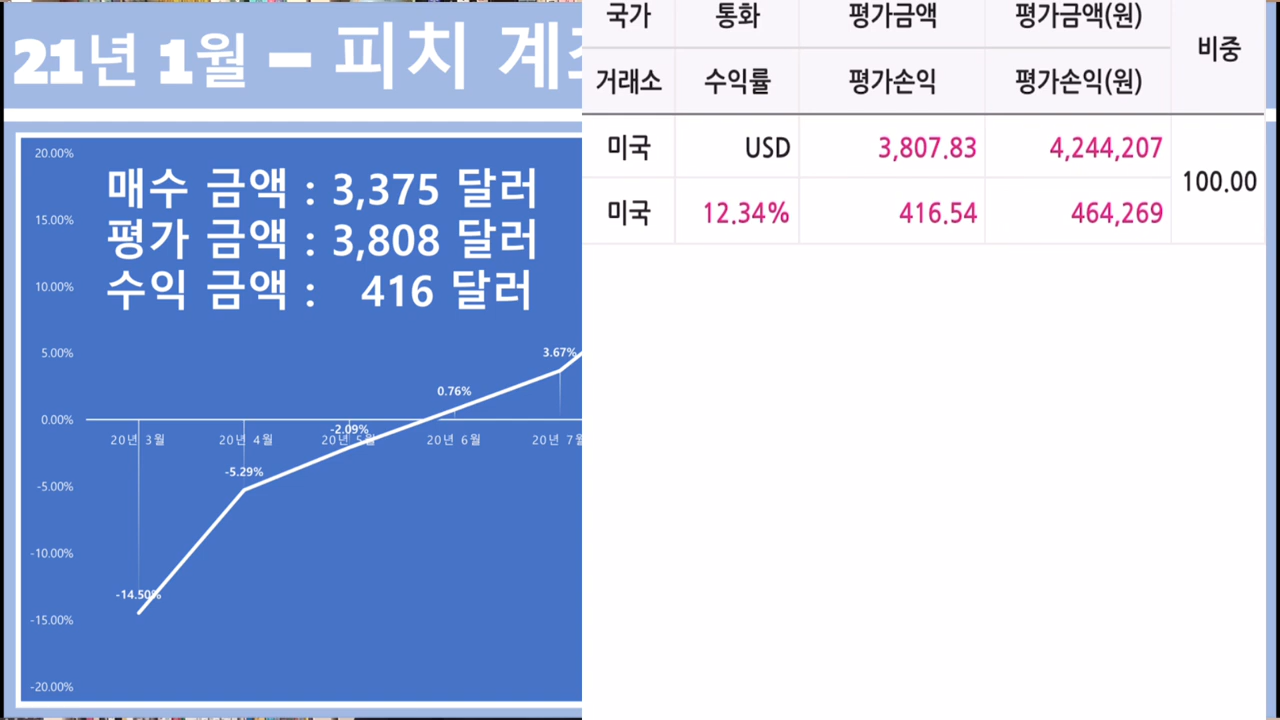 21년 1월 – 피치
20.00%
15.00%
10.00%
5.00%
0.00%
-5.00%
-10.00%
-15.00%
-20.00%
매수 금액 : 3,375 달러
평가 금액 : 3,808 달러
수익 금액 : 416 달러
3.67%
0.76%
-2.09%
-5.29%
-14.50%
20년 3월 20년 4월 20년 5월 20년 6월 20년 7월
국가 통화 평가금액 평가금액(원) 비중
거래소 수익률 평가손익 평가손익(원)
미국 USD 3,807.83 4,244,207 100.00
미국 12.34% 416.54 464,269